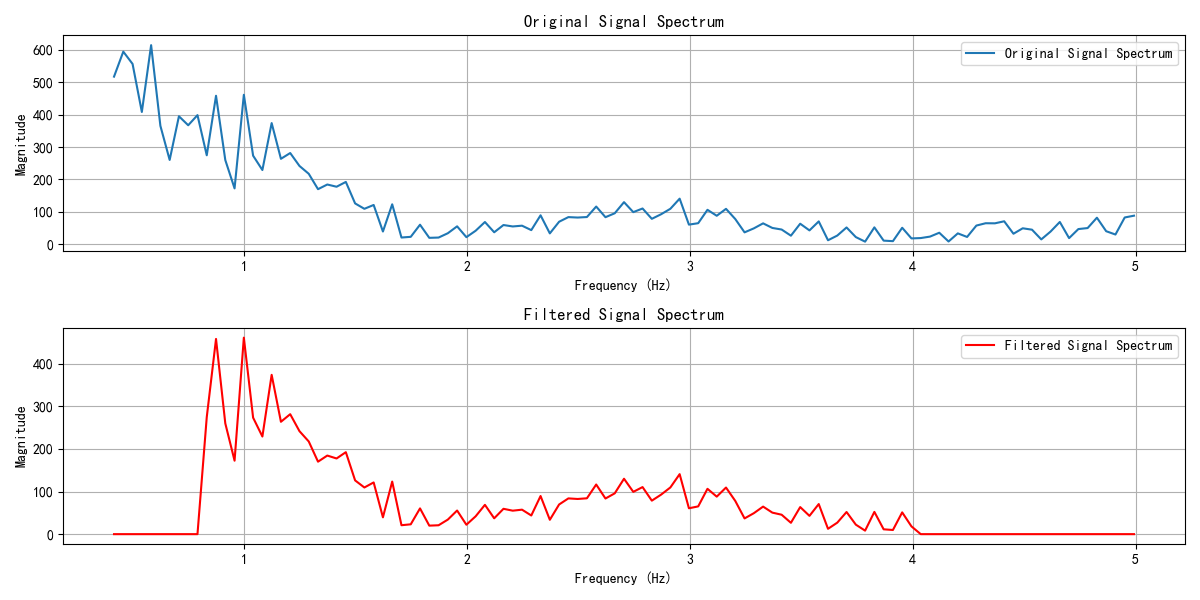 Original Signal Spectrum
Original Signal Spectrum
600
500
400
300
200
100
0
Magnitude
1 2 3 4 5
Frequency (Hz)
Filtered Signal Spectrum
Filtered Signal Spectrum
400
300
200
100
0
Magnitude
1 2 3 4 5
Frequency (Hz)